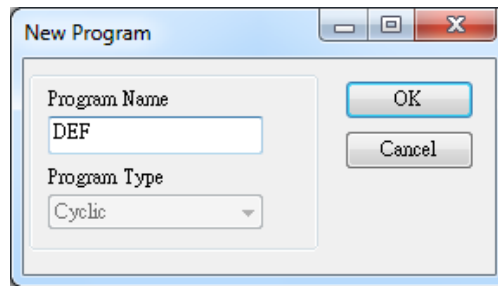 New Program
Program Name
DEF
Program Type
Cyclic
OK
Cancel